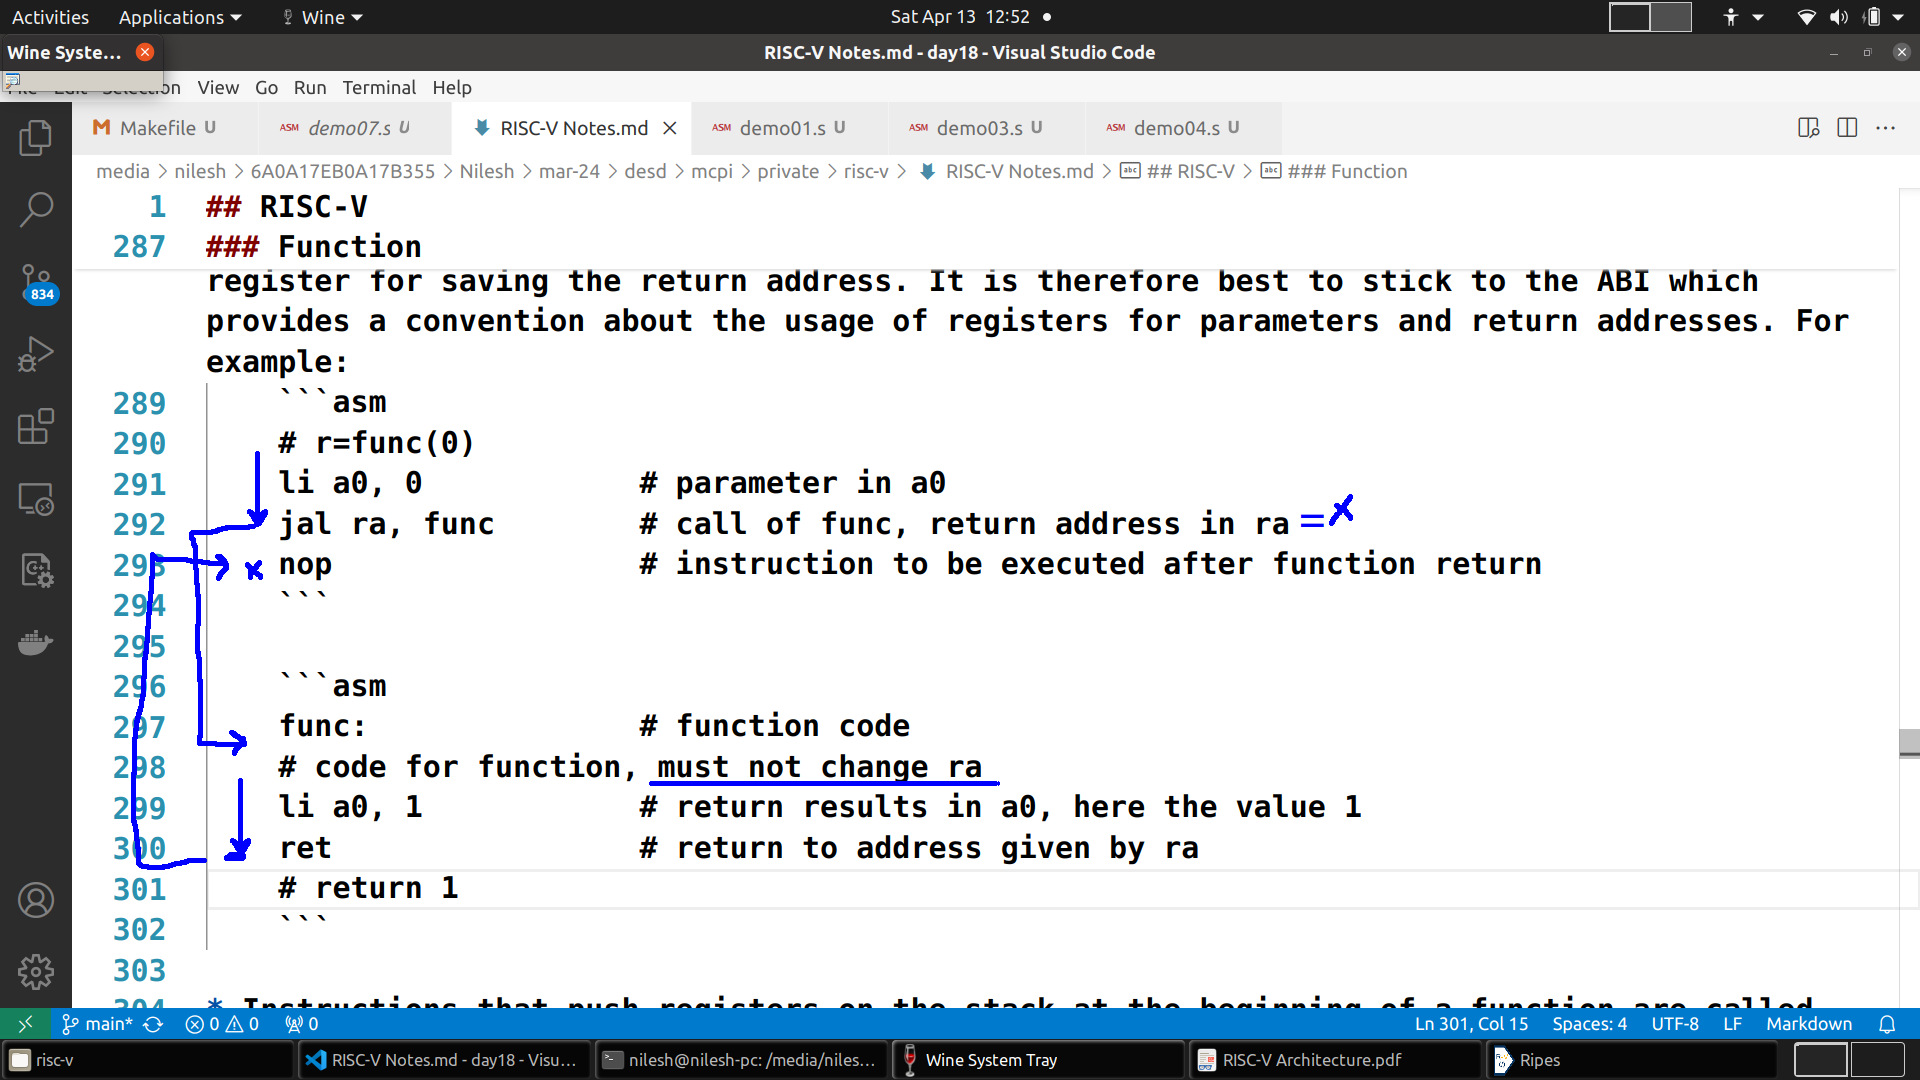 Activities Applications Wine Sat Apr 13 12:52
Wine Syste...
RISC-V Notes.md - day18 - Visual Studio Code
Selection View Go Run Terminal Help
Makefile U ASM demo07.s U RISC-V Notes.md ASM demo01.s U ASM demo03.s U ASM demo04.s U
media > nilesh > 6A0A17EB0A17B355 > Nilesh > mar-24 > desd > mcpi > private > risc-v > RISC-V Notes.md > abc ## RISC-V > abc ### Function
1 ## RISC-V
287 ### Function
register for saving the return address. It is therefore best to stick to the ABI which
provides a convention about the usage of registers for parameters and return addresses. For
example:
289 ```asm
290 # r=func(0)
291 li a0, 0 # parameter in a0
292 jal ra, func # call of func, return address in ra = x
293 x nop # instruction to be executed after function return
294 ```
295
296 ```asm
297 func: # function code
298 # code for function, must not change ra
299 li a0, 1 # return results in a0, here the value 1
300 ret # return to address given by ra
301 # return 1
302 ```
303
304 * Instructions that push registers on the stack at the beginning of a function are called
834
main* 0 0 0 Ln 301, Col 15 Spaces: 4 UTF-8 LF Markdown
risc-v RISC-V Notes.md - day18 - Visu... nilesh@nilesh-pc: /media/niles... Wine System Tray RISC-V Architecture.pdf Ripes